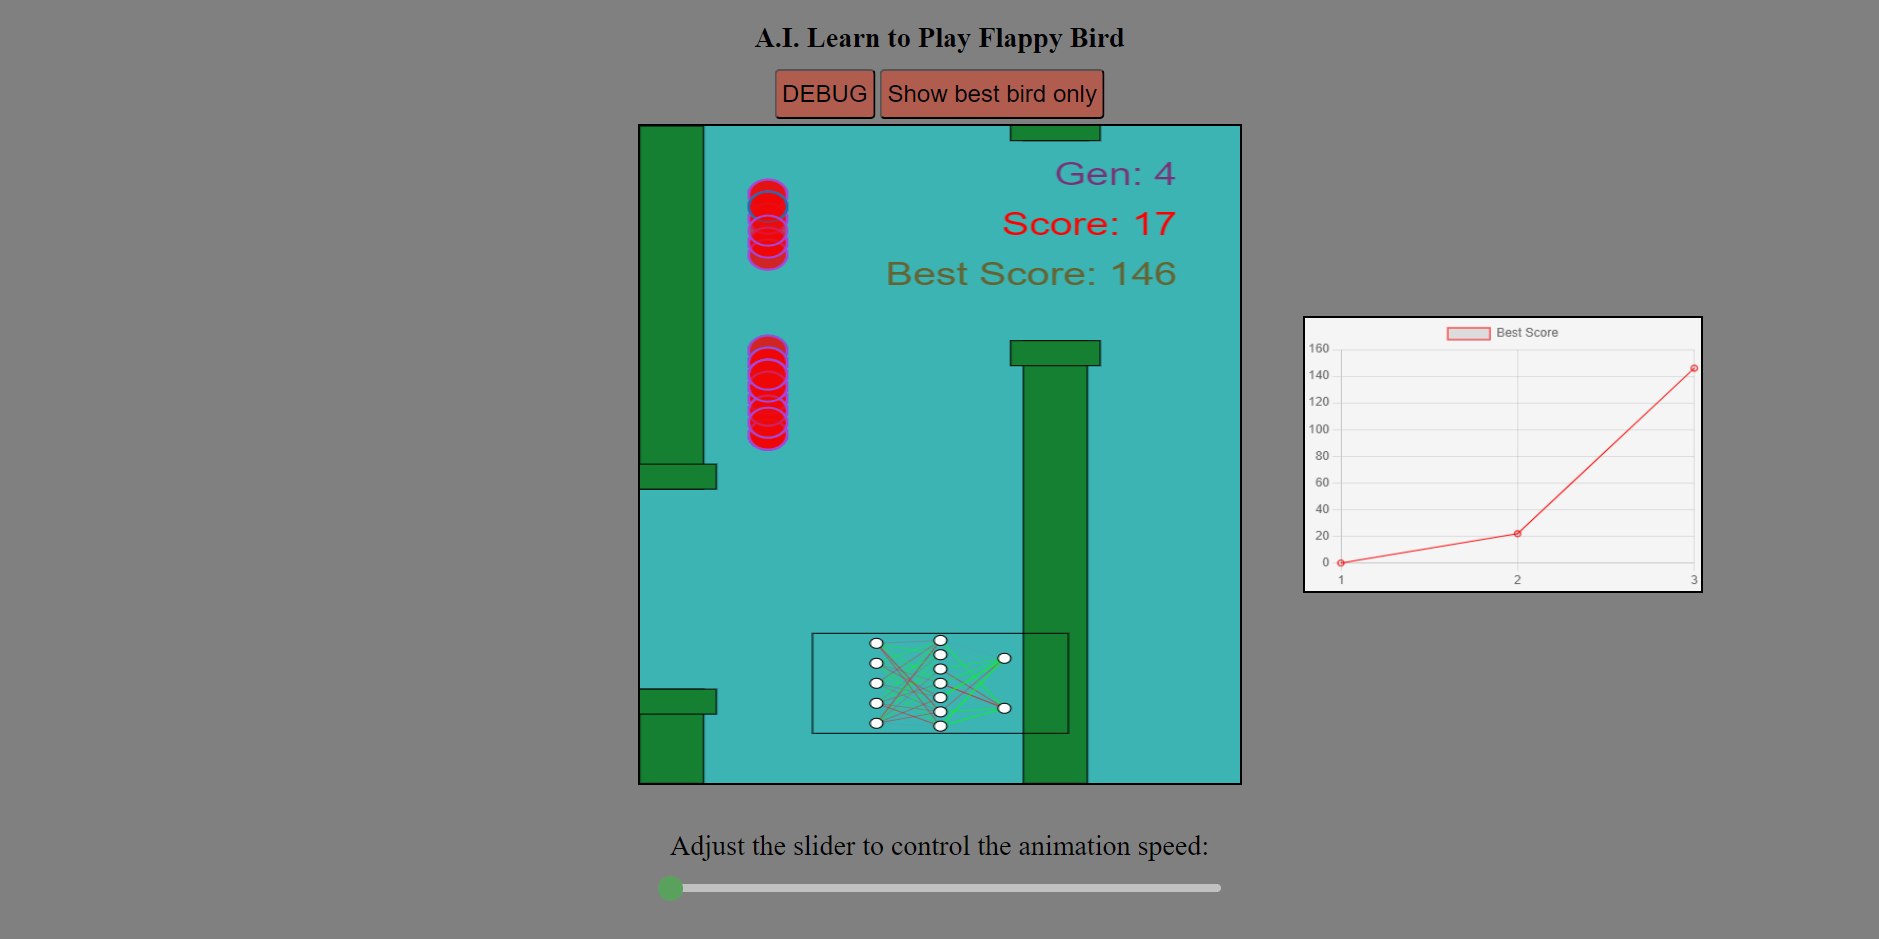 A.I. Learn to Play Flappy Bird
DEBUG
Show best bird only
Gen: 4
Score: 17
Best Score: 146
Best Score
160
140
120
100
80
60
40
20
0
1
2
3
Adjust the slider to control the animation speed: